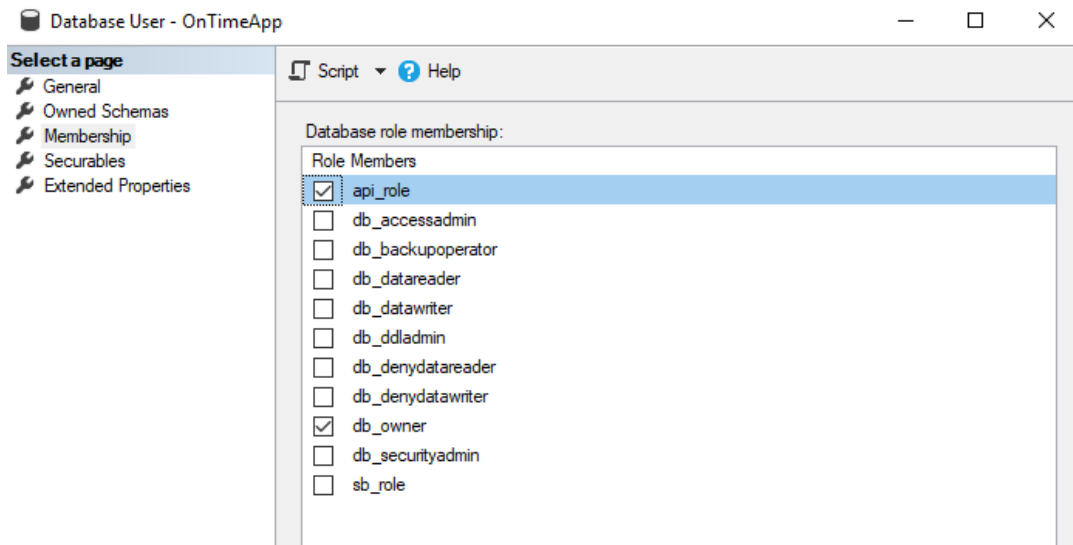 Database User - OnTimeApp
Select a page
General
Owned Schemas
Membership
Securables
Extended Properties
Script
Help
Database role membership:
Role Members
api_role
db_accessadmin
db_backupoperator
db_datareader
db_datawriter
db_ddladmin
db_denydatareader
db_denydatawriter
db_owner
db_securityadmin
sb_role